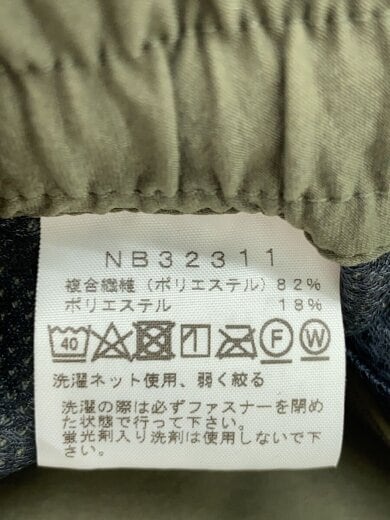 NB32311
複合繊維(ポリエステル)82%
ポリエステル 18%
40 F W
洗濯ネット使用、弱く絞る
洗濯の際は必ずファスナーを閉め
た状態で行って下さい。
蛍光剤入り洗剤は使用しないで下
さい。